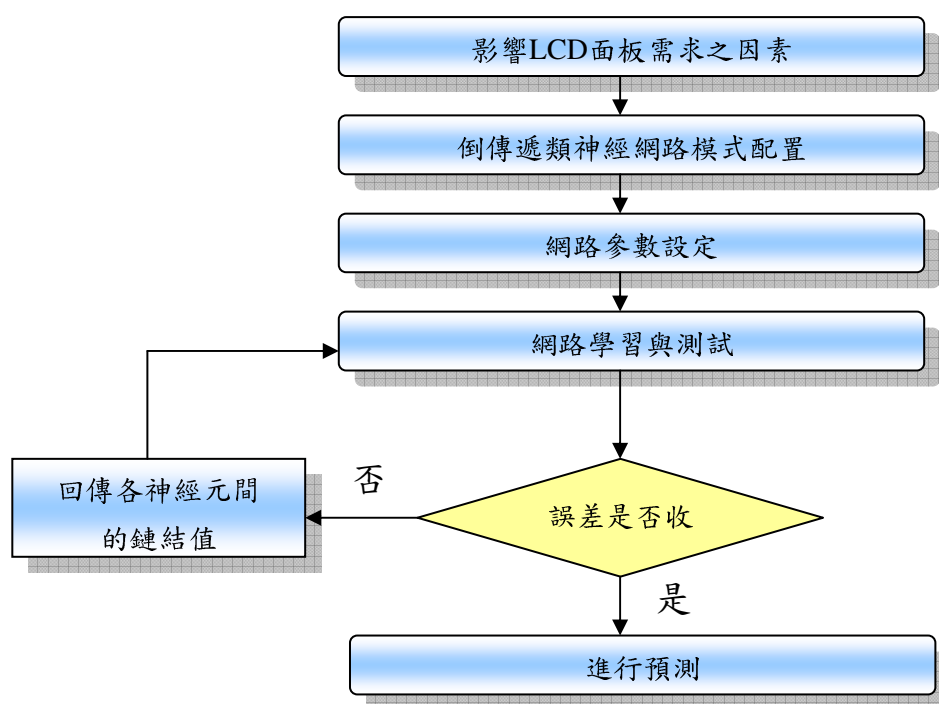 影響LCD面板需求之因素
倒傳遞類神經網路模式配置
網路參數設定
網路學習與測試
回傳各神經元間
的鏈結值
否
誤差是否收
是
進行預測